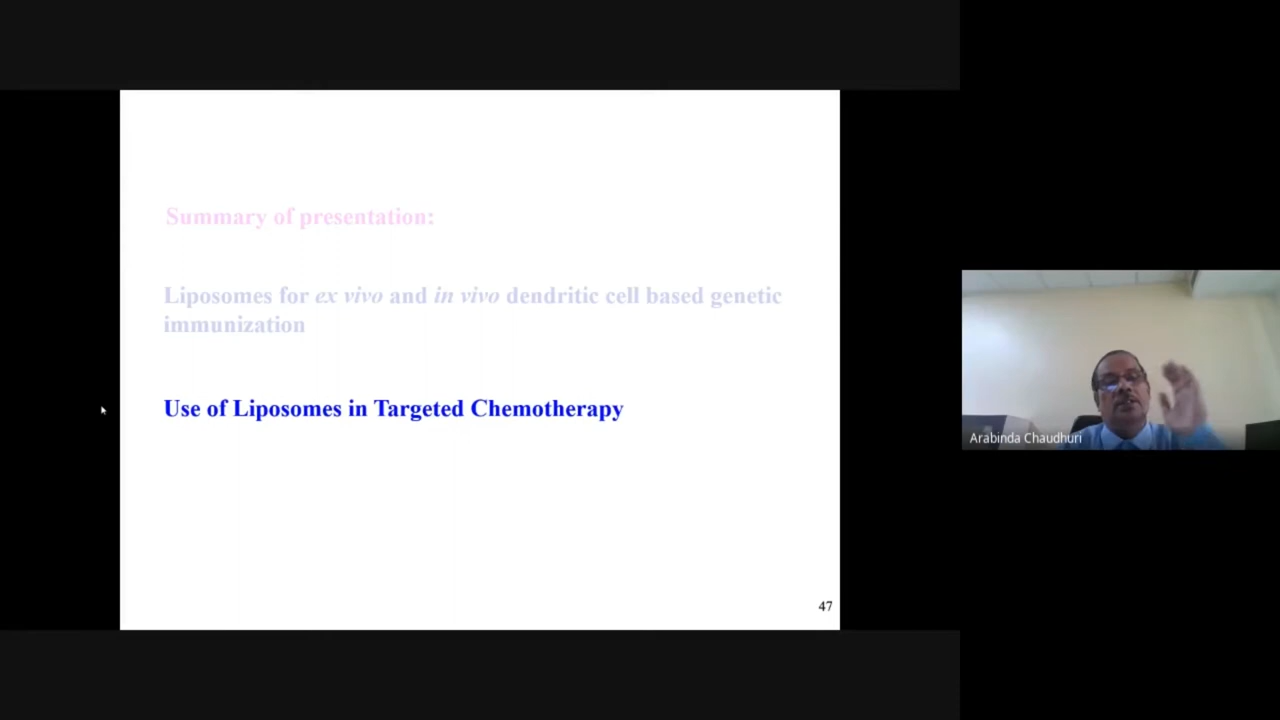 Summary of presentation:
Liposomes for ex vivo and in vivo dendritic cell based genetic
immunization
Use of Liposomes in Targeted Chemotherapy
47
Arabinda Chaudhuri